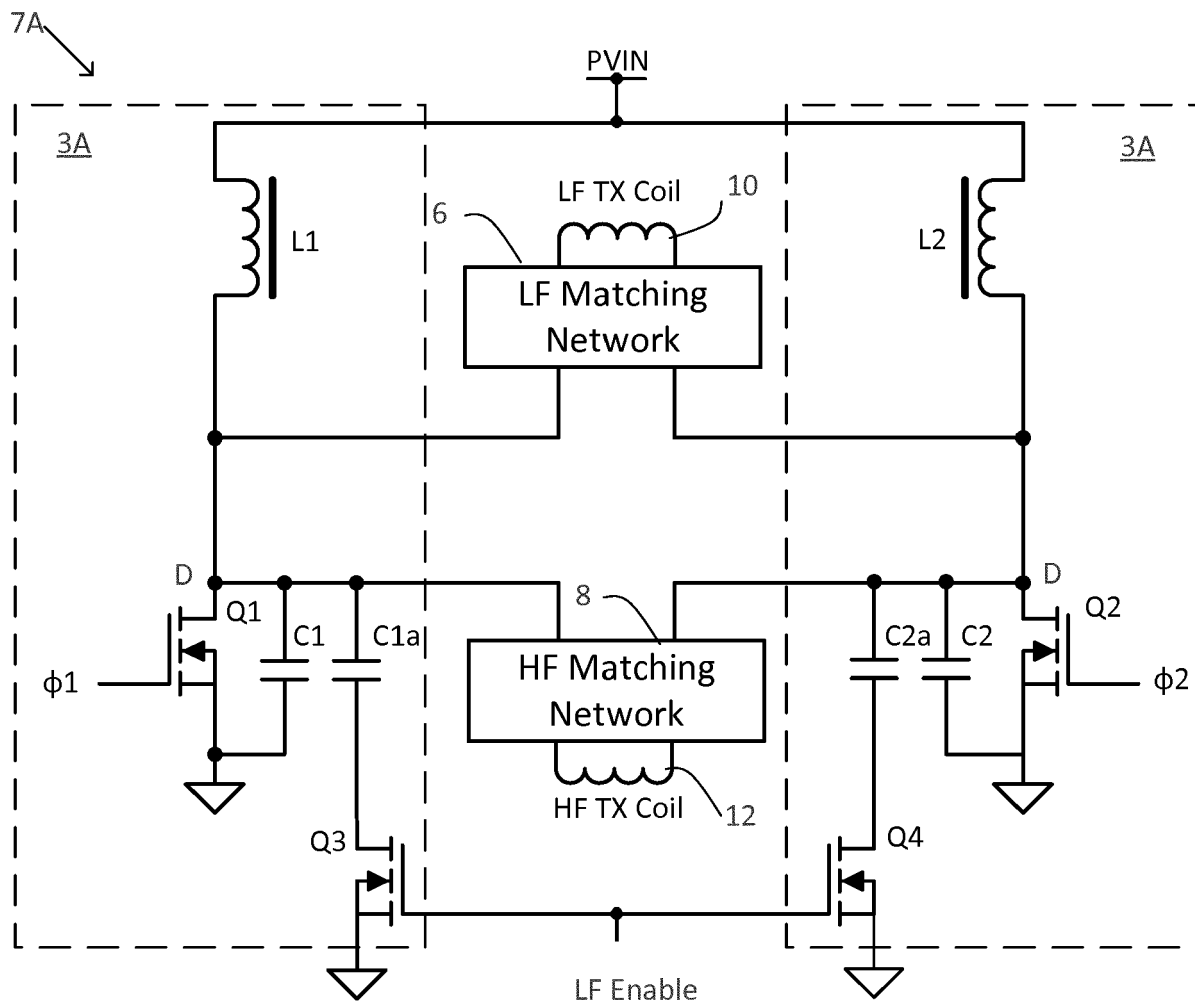 7A
PVIN
3A
3A
LF TX Coil
10
6
L1
L2
LF Matching
Network
D
D
8
Q1
C1
C1a
C2a
C2
Q2
HF Matching
Network
ϕ1
ϕ2
HF TX Coil
12
Q3
Q4
LF Enable